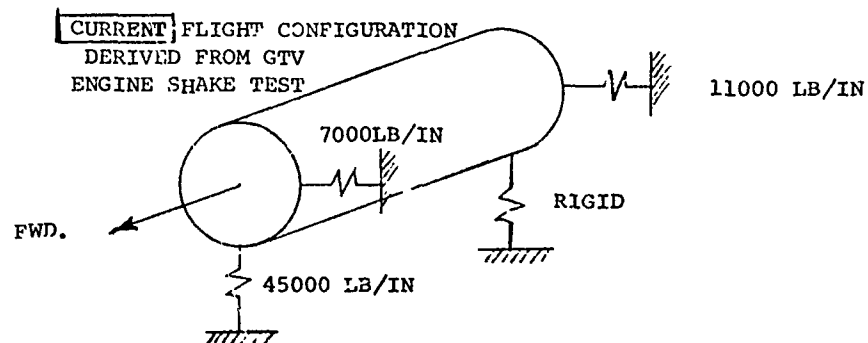 CURRENT FLIGHT CONFIGURATION
DERIVED FROM GTV
ENGINE SHAKE TEST
11000 LB/IN
7000LB/IN
RIGID
FWD.
45000 LB/IN